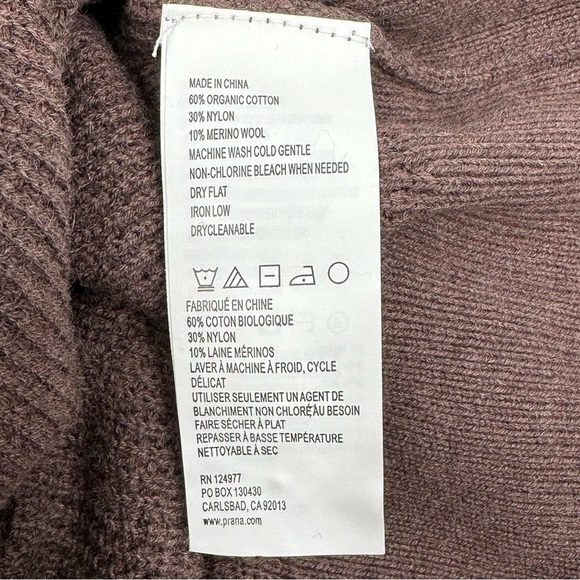 MADE IN CHINA
60% ORGANIC COTTON
30% NYLON
10% MERINO WOOL
MACHINE WASH COLD GENTLE
NON-CHLORINE BLEACH WHEN NEEDED
DRY FLAT
IRON LOW
DRYCLEANABLE
FABRIQUÉ EN CHINE
60% COTON BIOLOGIQUE
30% NYLON
10% LAINE MÉRINOS
LAVER À MACHINE À FROID, CYCLE
DÉLICAT
UTILISER SEULEMENT UN AGENT DE
BLANCHIMENT NON CHLORÉ AU BESOIN
FAIRE SÉCHER À PLAT
REPASSER À BASSE TEMPÉRATURE
NETTOYABLE À SEC
RN 124977
PO BOX 130430
CARLSBAD, CA 92013
www.prana.com